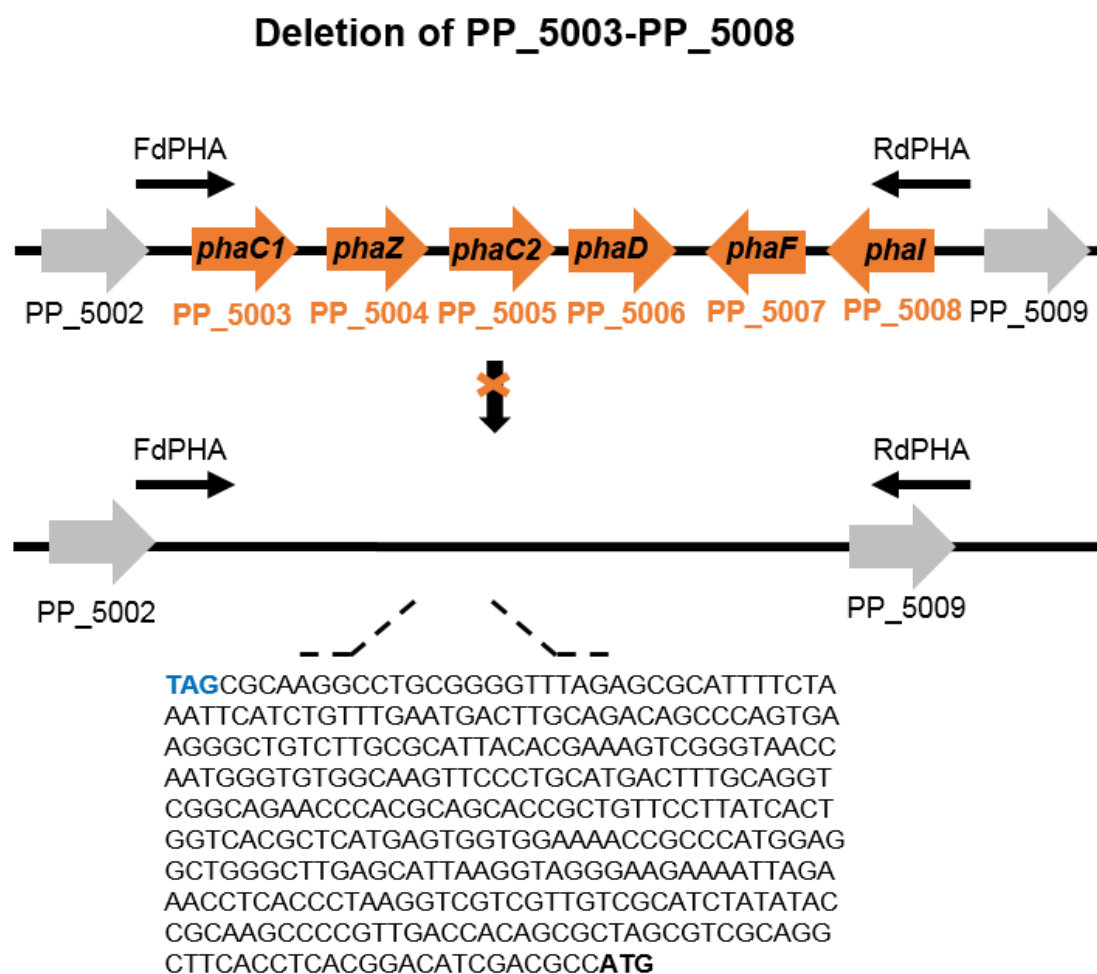 Deletion of PP_5003-PP_5008
FdPHA RdPHA
phaC1 phaZ phaC2 phaD phaF phaI
PP_5002 PP_5003 PP_5004 PP_5005 PP_5006 PP_5007 PP_5008 PP_5009
FdPHA RdPHA
PP_5002 PP_5009
TAGCGCAAGGCCTGCGGGGTTTAGAGCGCATTTTCTA
AATTCATCTGTTTGAATGACTTGCAGACAGCCCAGTGA
AGGGCTGTCTTGCGCATTACACGAAAGTCGGGTAACC
AATGGGTGTGGCAAGTTCCCTGCATGACTTTGCAGGT
CGGCAGAACCCACGCAGCACCGCTGTTCCTTATCACT
GGTCACGCTCATGAGTGGTGGAAAACCGCCCATGGAG
GCTGGGCTTGAGCATTAAGGTAGGGAAGAAAATTAGA
AACCTCACCCTAAGGTCGTCGTTGTCGCATCTATATAC
CGCAAGCCCCGTTGACCACAGCGCTAGCGTCGCAGG
CTTCACCTCACGGACATCGACGCCATG